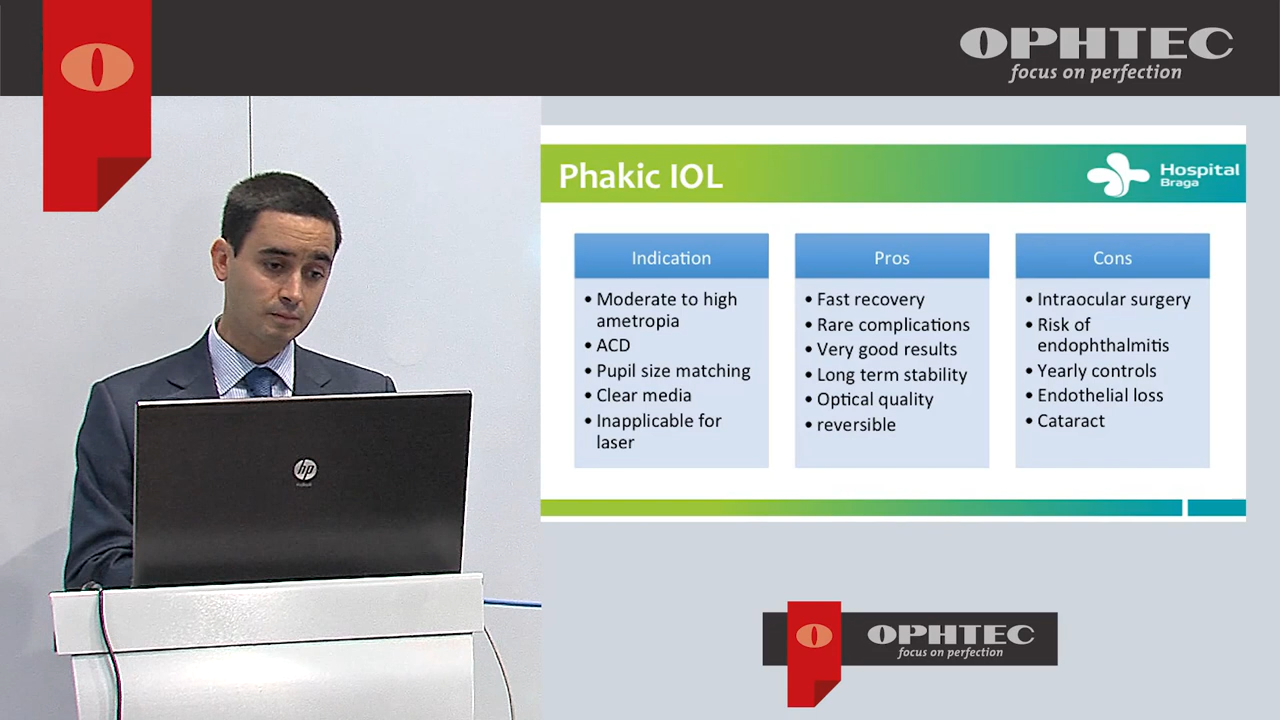 OPHTEC
focus on perfection
Phakic IOL
Hospital
Braga
Indication
• Moderate to high
ametropia
• ACD
• Pupil size matching
• Clear media
• Inapplicable for
laser
Pros
• Fast recovery
• Rare complications
• Very good results
• Long term stability
• Optical quality
• reversible
Cons
• Intraocular surgery
• Risk of
endophthalmitis
• Yearly controls
• Endothelial loss
• Cataract
hp
OPHTEC
focus on perfection